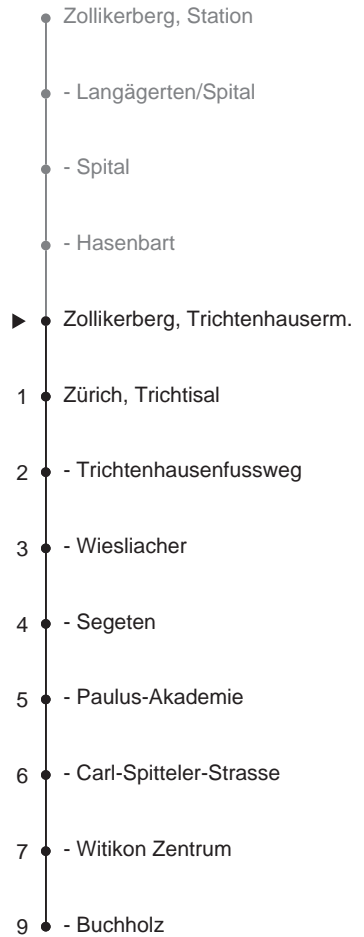 Zollikerberg, Station
- Langägerten/Spital
- Spital
- Hasenbart
Zollikerberg, Trichtenhauserm.
1 Zürich, Trichtisal
2 - Trichtenhausenfussweg
3 - Wiesliacher
4 - Segeten
5 - Paulus-Akademie
6 - Carl-Spitteler-Strasse
7 - Witikon Zentrum
9 - Buchholz